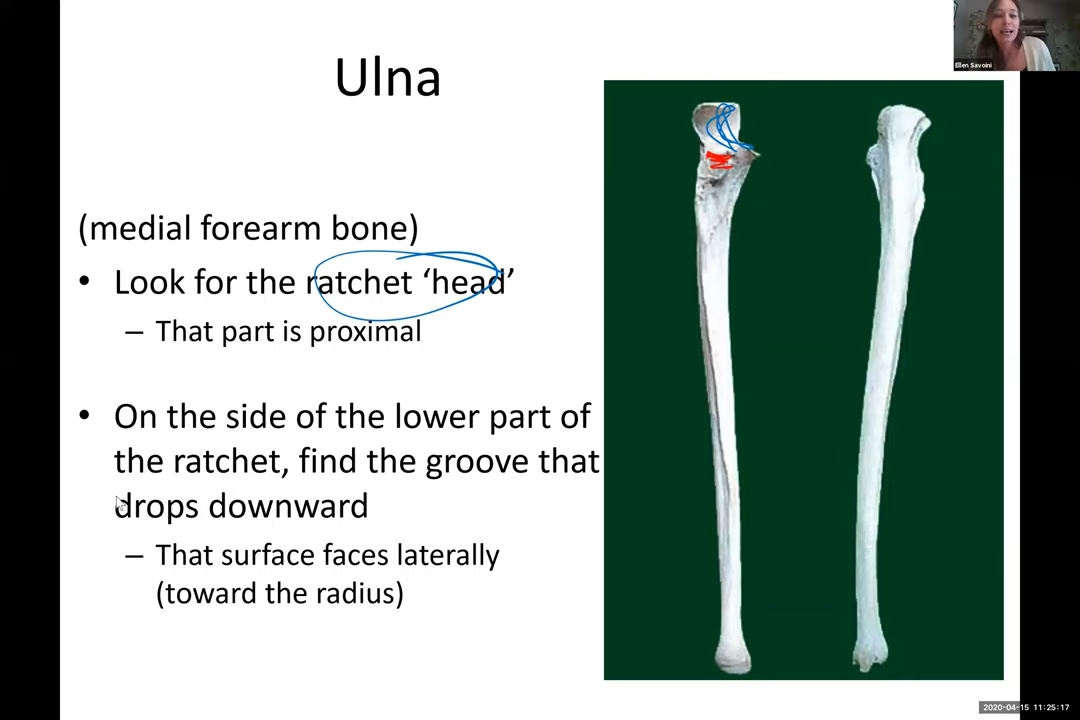 Ellen Savoini
Ulna
(medial forearm bone)
• Look for the ratchet ‘head’
– That part is proximal
• On the side of the lower part of
the ratchet, find the groove that
drops downward
– That surface faces laterally
(toward the radius)
2020-04-15 11:25:17